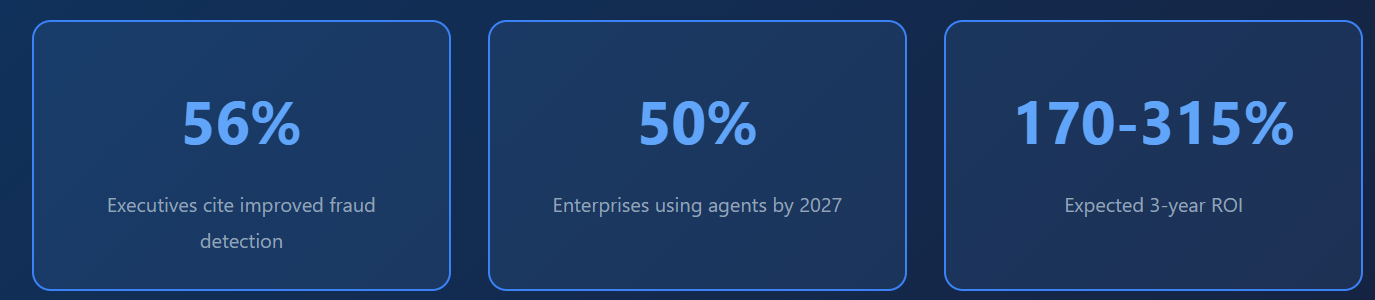 56%
Executives cite improved fraud
detection
50%
Enterprises using agents by 2027
170-315%
Expected 3-year ROI